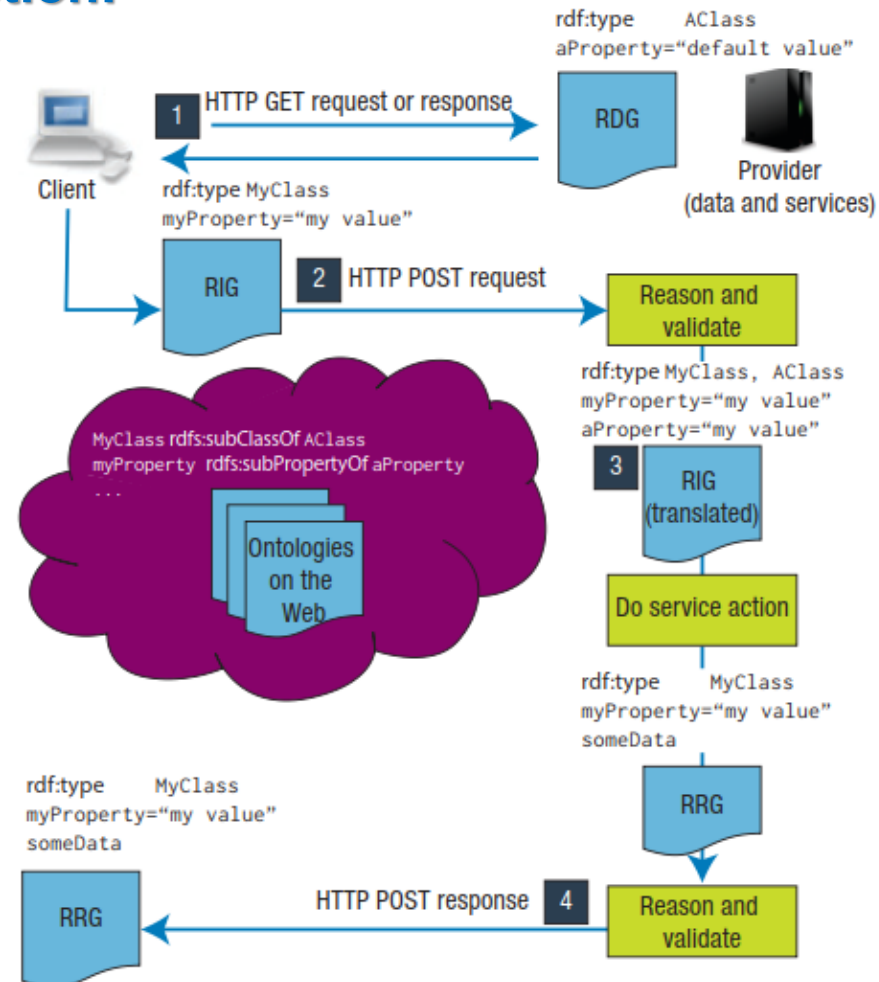 rdf:type AClass
aProperty=“default value”
1
HTTP GET request or response
RDG
Client
Provider
(data and services)
rdf:type MyClass
myProperty=“my value”
RIG
2
HTTP POST request
Reason and
validate
rdf:type MyClass, AClass
myProperty=“my value”
aProperty=“my value”
MyClass rdfs:subClassOf AClass
myProperty rdfs:subPropertyOf aProperty
...
3
RIG
(translated)
Ontologies
on the
Web
Do service action
rdf:type MyClass
myProperty=“my value”
someData
RRG
rdf:type MyClass
myProperty=“my value”
someData
RRG
HTTP POST response
4
Reason and
validate